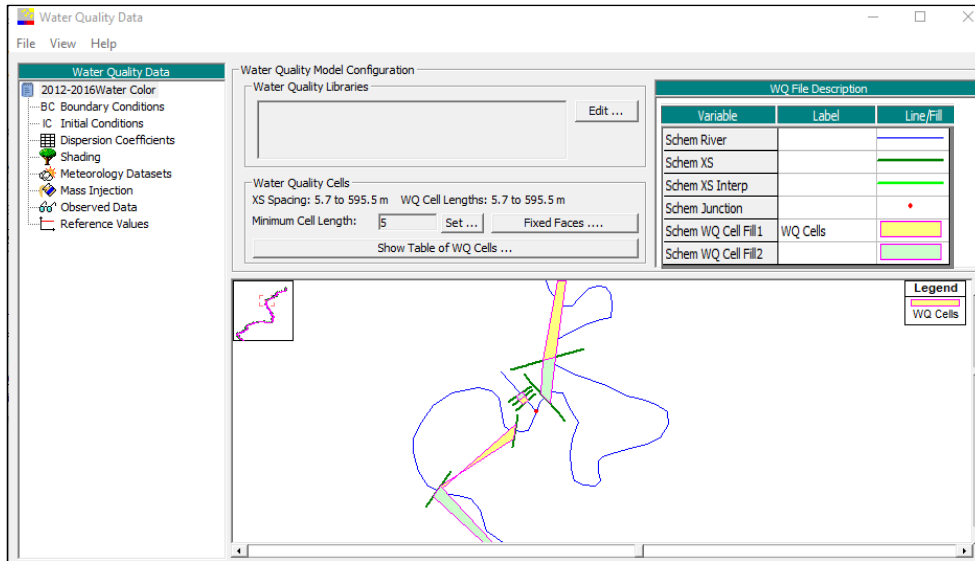 Water Quality Data
File View Help
Water Quality Data
2012-2016Water Color
BC Boundary Conditions
IC Initial Conditions
Dispersion Coefficients
Shading
Meteorology Datasets
Mass Injection
Observed Data
Reference Values
Water Quality Model Configuration
Water Quality Libraries
Edit ...
Water Quality Cells
XS Spacing: 5.7 to 595.5 m WQ Cell Lengths: 5.7 to 595.5 m
Minimum Cell Length: 5 Set ... Fixed Faces ....
Show Table of WQ Cells ...
WQ File Description
Variable Label Line/Fill
Schem River
Schem XS
Schem XS Interp
Schem Junction
Schem WQ Cell Fill1 WQ Cells
Schem WQ Cell Fill2
Legend
WQ Cells